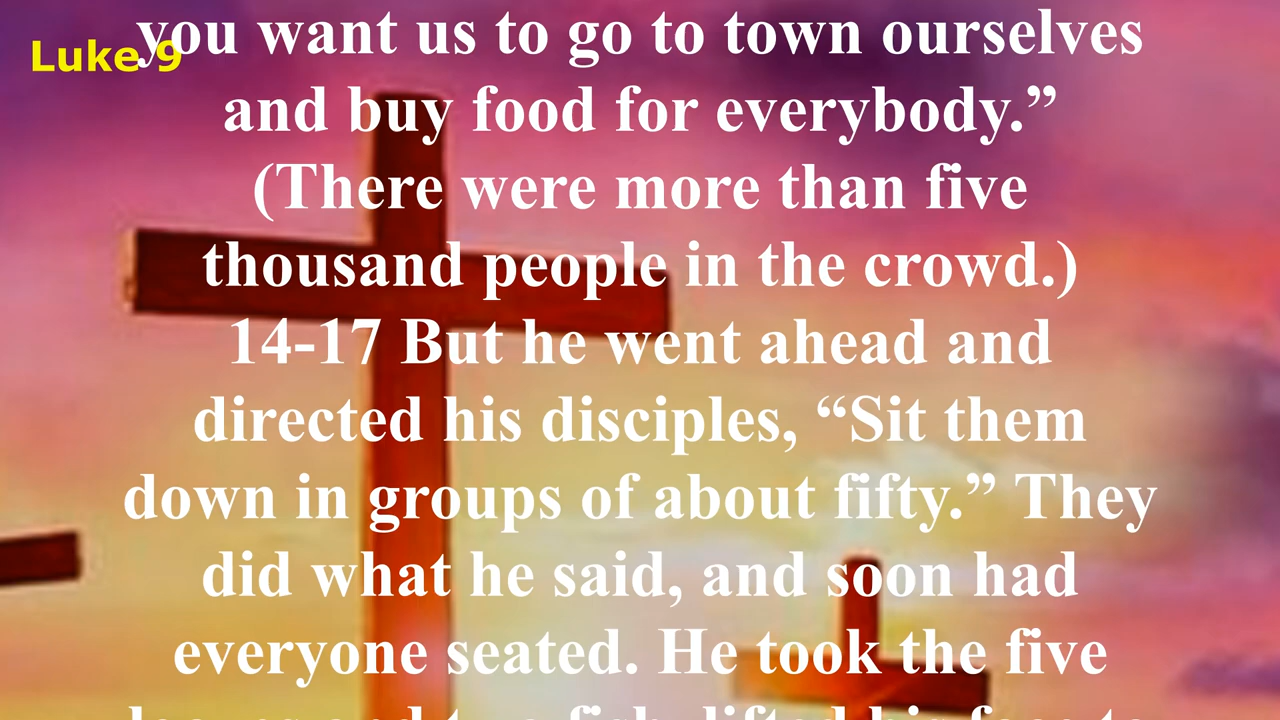 Luke 9
you want us to go to town ourselves
and buy food for everybody.”
(There were more than five
thousand people in the crowd.)
14-17 But he went ahead and
directed his disciples, “Sit them
down in groups of about fifty.” They
did what he said, and soon had
everyone seated. He took the five